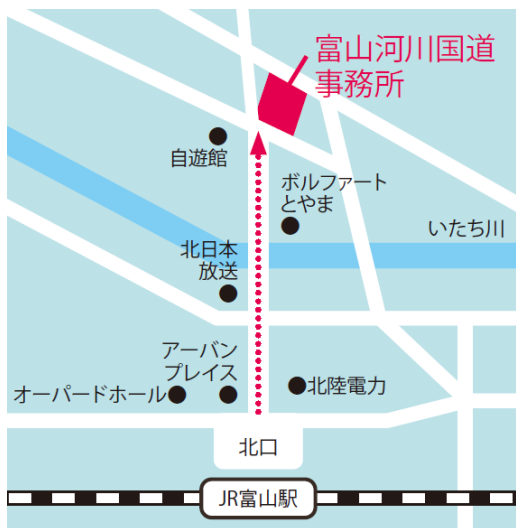 富山河川国道
事務所
自遊館
ボルファート
とやま
いたち川
北日本
放送
アーバン
プレイス
オーバードホール
北陸電力
北口
JR富山駅